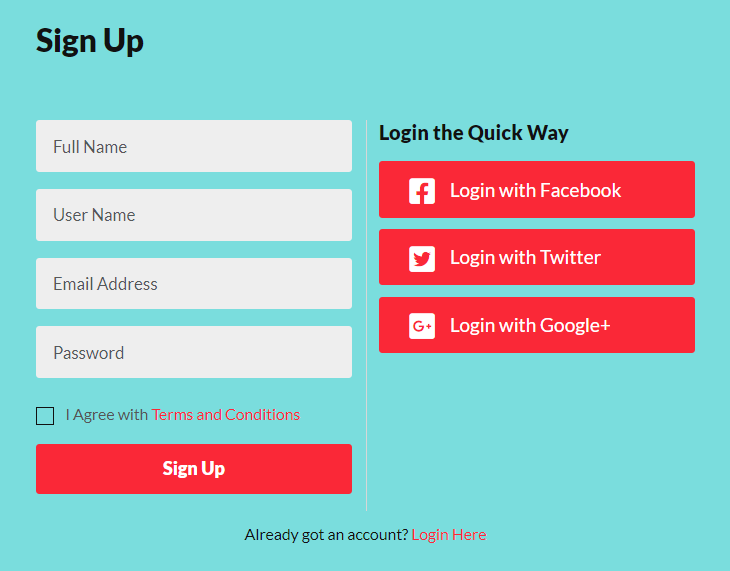 Sign Up
Full Name
User Name
Email Address
Password
I Agree with Terms and Conditions
Sign Up
Login the Quick Way
Login with Facebook
Login with Twitter
Login with Google+
Already got an account? Login Here